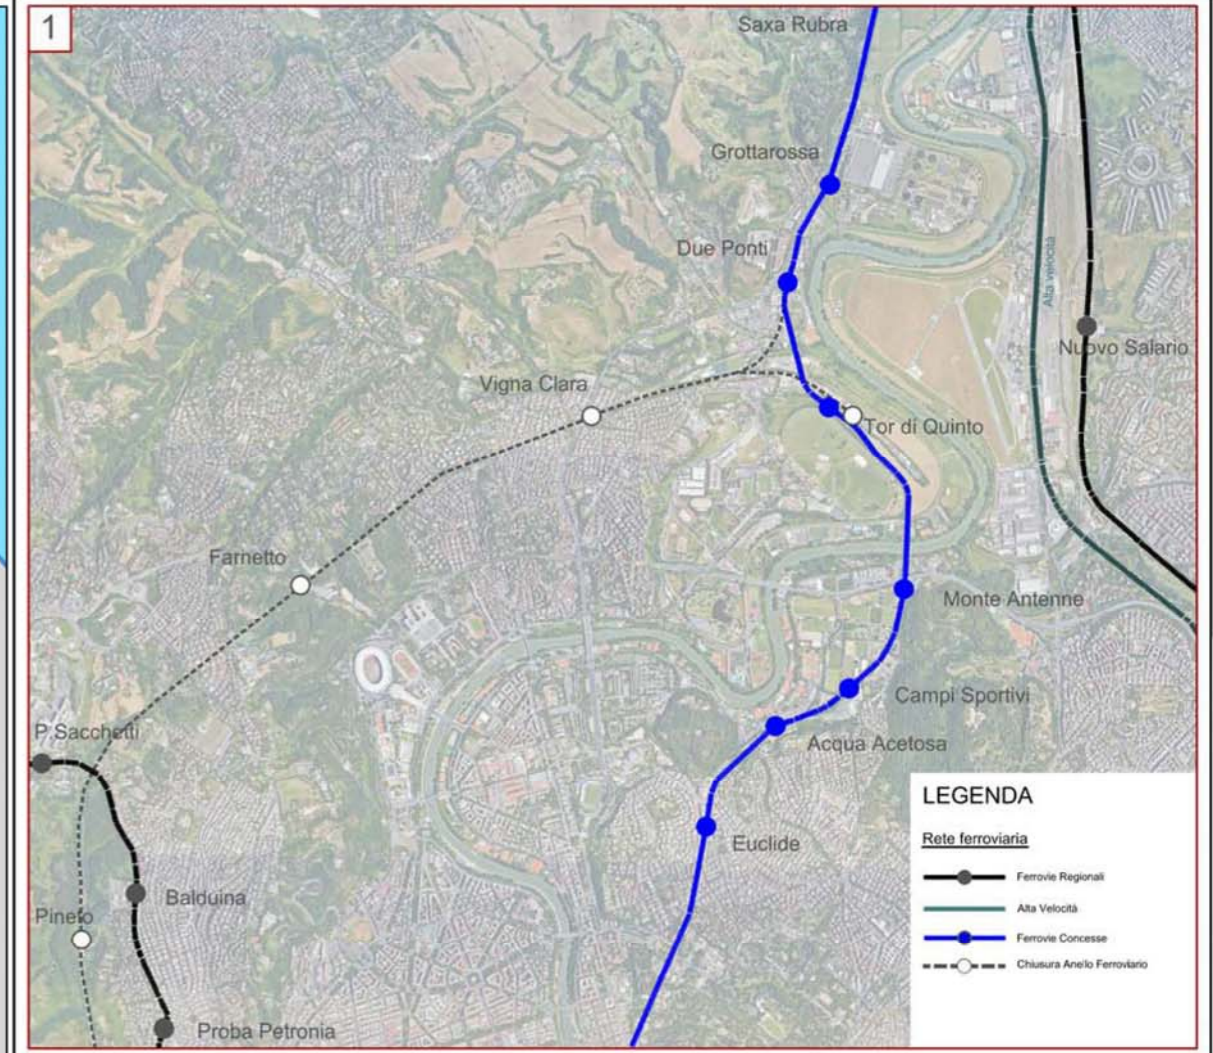 1
Saxa Rubra
Grottarossa
Due Ponti
Alta velocità
Nuovo Salario
Vigna Clara
Tor di Quinto
Farnetto
Monte Antenne
Campi Sportivi
P.Sacchetti
Acqua Acetosa
LEGENDA
Rete ferroviaria
Euclide
Ferrovie Regionali
Balduina
Alta Velocità
Pineto
Ferrovie Concesse
Chiusura Anello Ferroviario
Proba Petronia